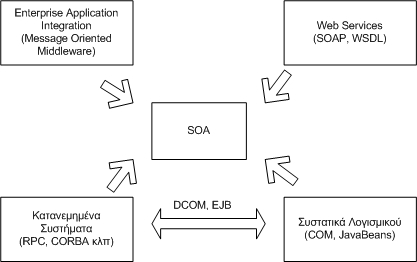 Enterprise Application
Integration
(Message Oriented
Middleware)
Web Services
(SOAP, WSDL)
SOA
Κατανεμημένα
Συστήματα
(RPC, CORBA κλπ)
DCOM, EJB
Συστατικά Λογισμικού
(COM, JavaBeans)